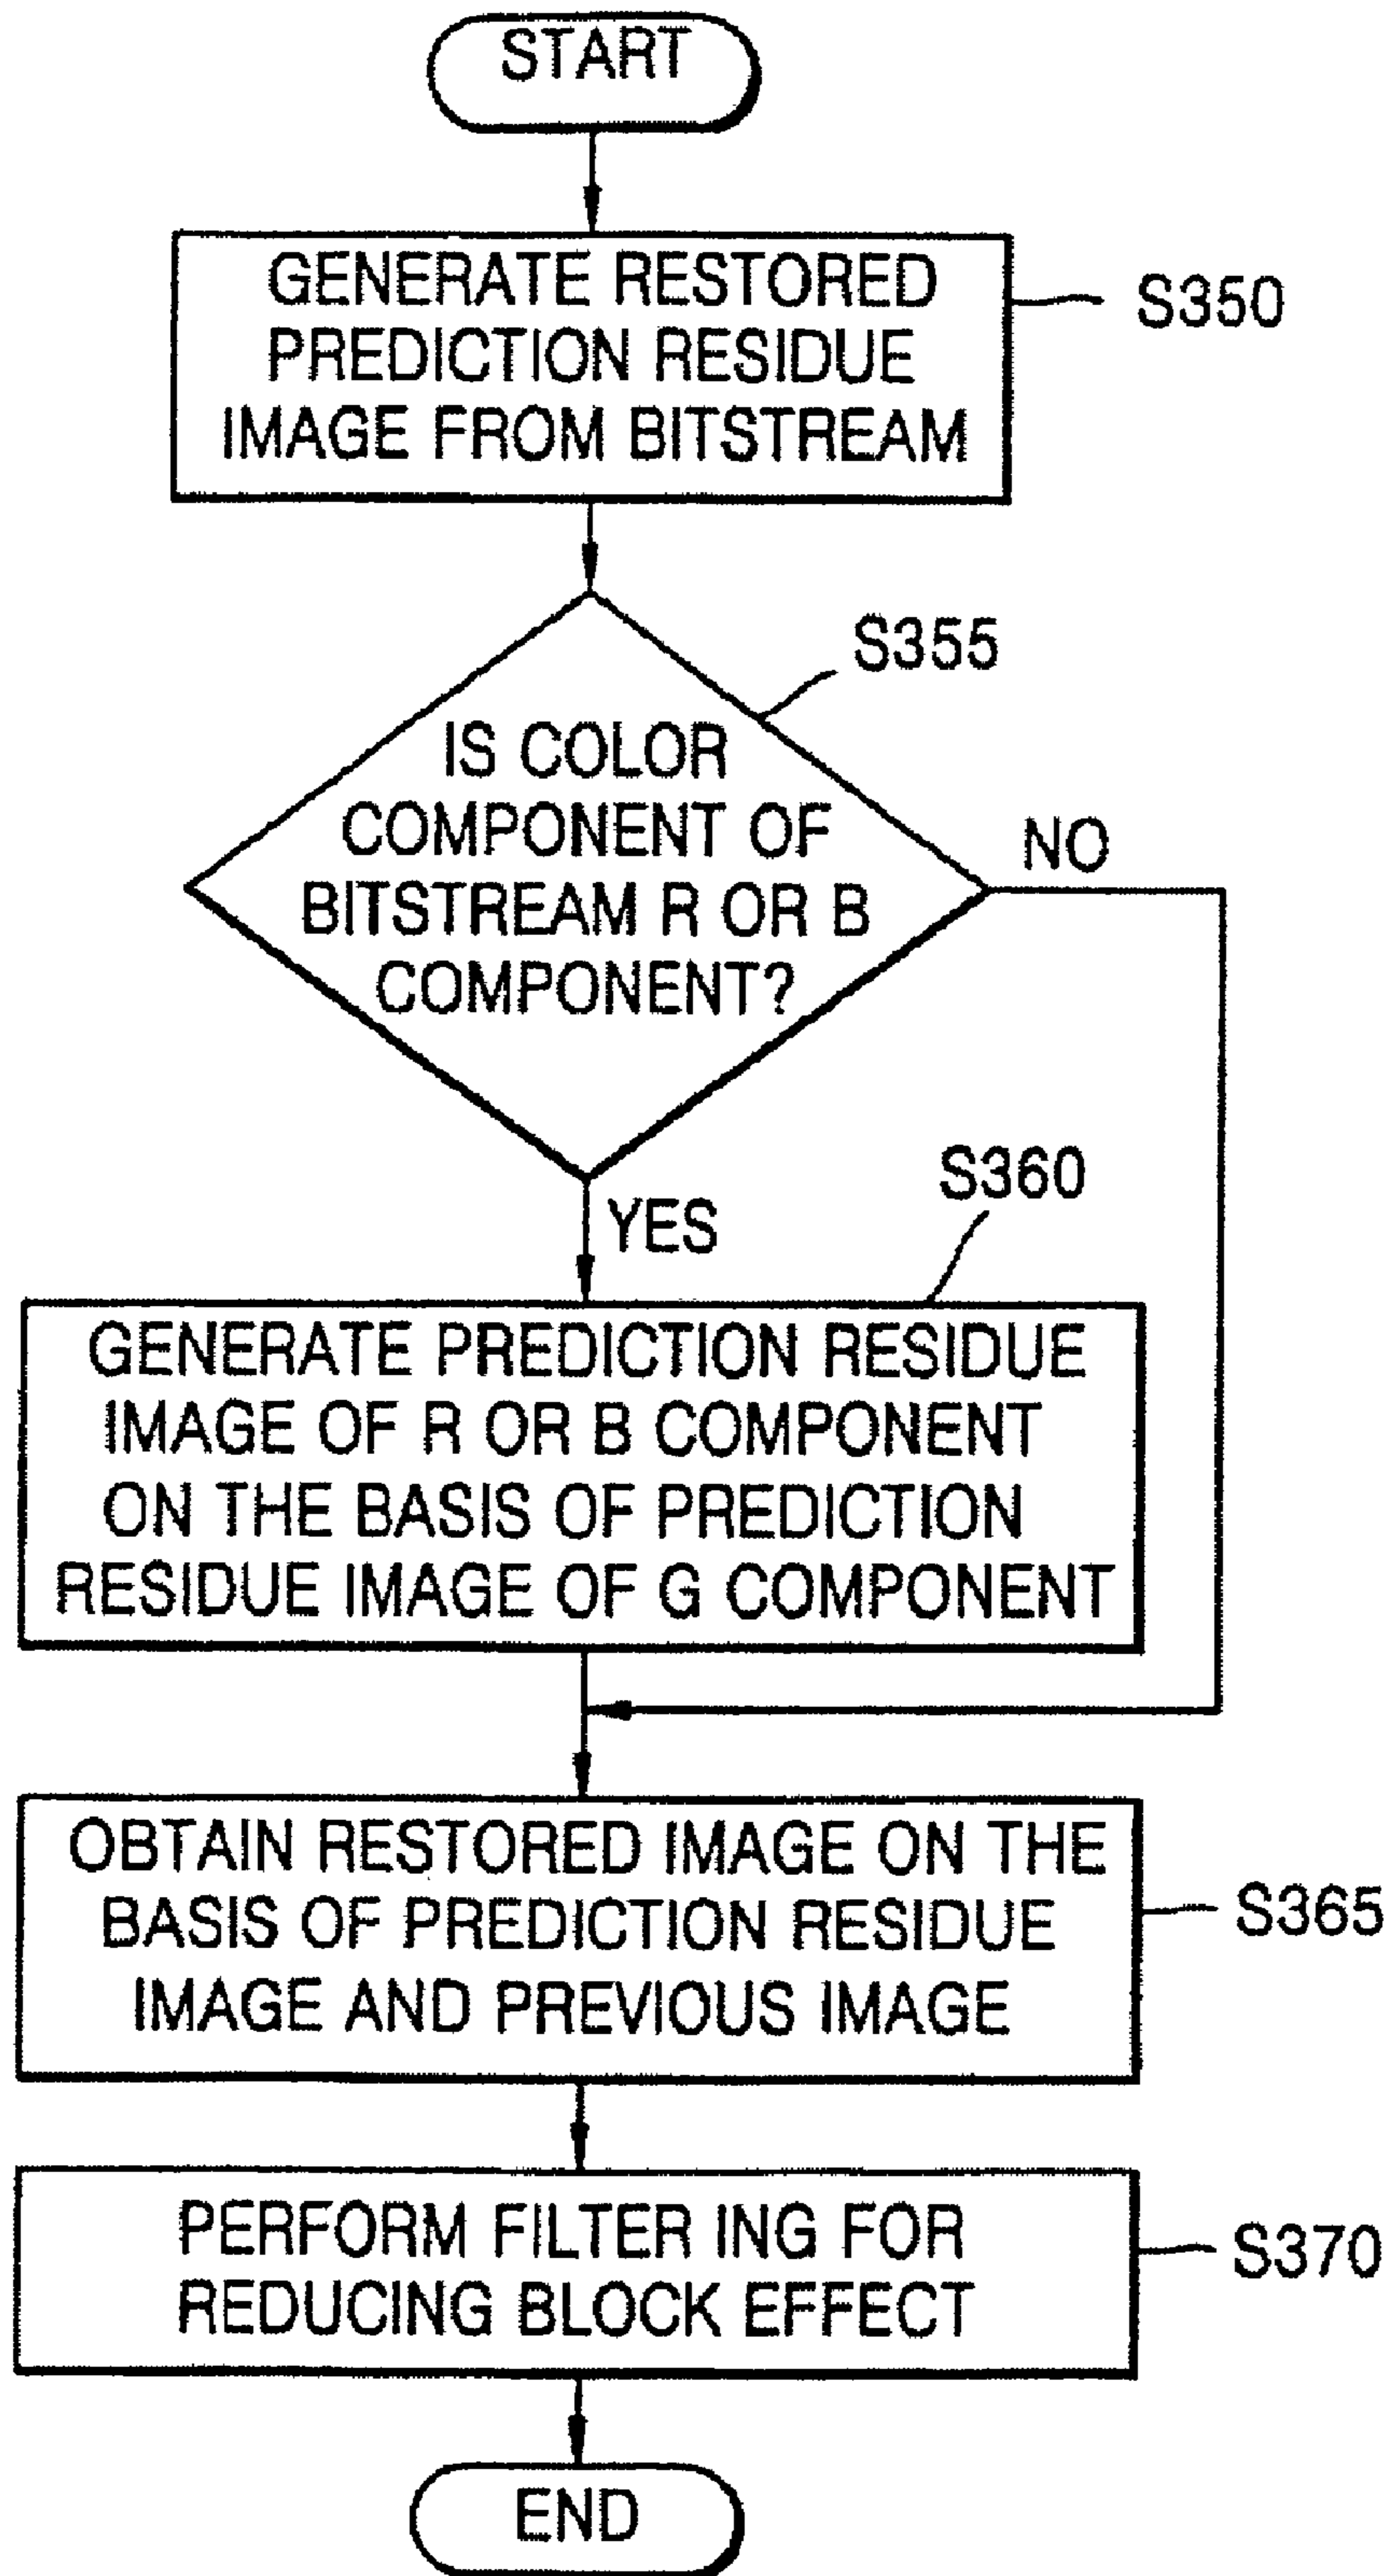 START
GENERATE RESTORED
PREDICTION RESIDUE
IMAGE FROM BITSTREAM
S350
S355
IS COLOR
COMPONENT OF
BITSTREAM R OR B
COMPONENT?
NO
YES
S360
GENERATE PREDICTION RESIDUE
IMAGE OF R OR B COMPONENT
ON THE BASIS OF PREDICTION
RESIDUE IMAGE OF G COMPONENT
OBTAIN RESTORED IMAGE ON THE
BASIS OF PREDICTION RESIDUE
IMAGE AND PREVIOUS IMAGE
S365
PERFORM FILTER ING FOR
REDUCING BLOCK EFFECT
S370
END